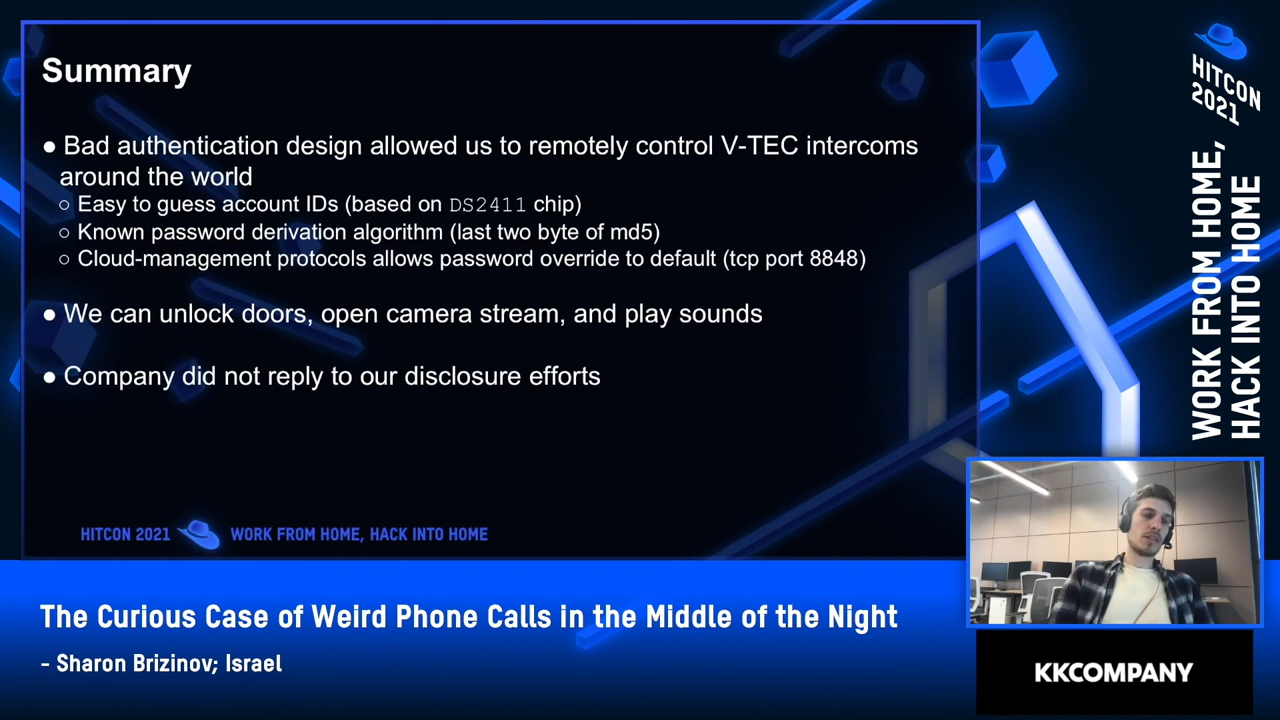 Summary
● Bad authentication design allowed us to remotely control V-TEC intercoms
around the world
○ Easy to guess account IDs (based on DS2411 chip)
○ Known password derivation algorithm (last two byte of md5)
○ Cloud-management protocols allows password override to default (tcp port 8848)
● We can unlock doors, open camera stream, and play sounds
● Company did not reply to our disclosure efforts
HITCON 2021 WORK FROM HOME, HACK INTO HOME
HITCON
2021
WORK FROM HOME,
HACK INTO HOME
The Curious Case of Weird Phone Calls in the Middle of the Night
- Sharon Brizinov; Israel
KKCOMPANY